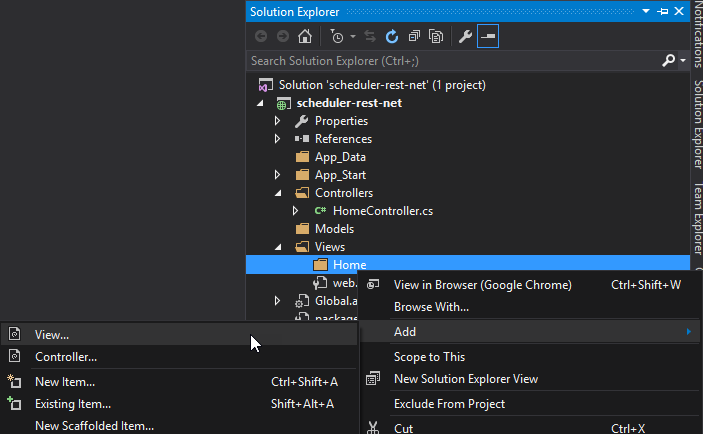 Solution Explorer
Search Solution Explorer (Ctrl+;)
Solution 'scheduler-rest-net' (1 project)
scheduler-rest-net
Properties
References
App_Data
App_Start
Controllers
C# HomeController.cs
Models
Views
Home
web.
Global.a
package
View in Browser (Google Chrome) Ctrl+Shift+W
Browse With...
Add
Scope to This
New Solution Explorer View
Exclude From Project
Cut Ctrl+X
View...
Controller...
New Item... Ctrl+Shift+A
Existing Item... Shift+Alt+A
New Scaffolded Item...
Notifications
Solution Explorer
Team Explorer